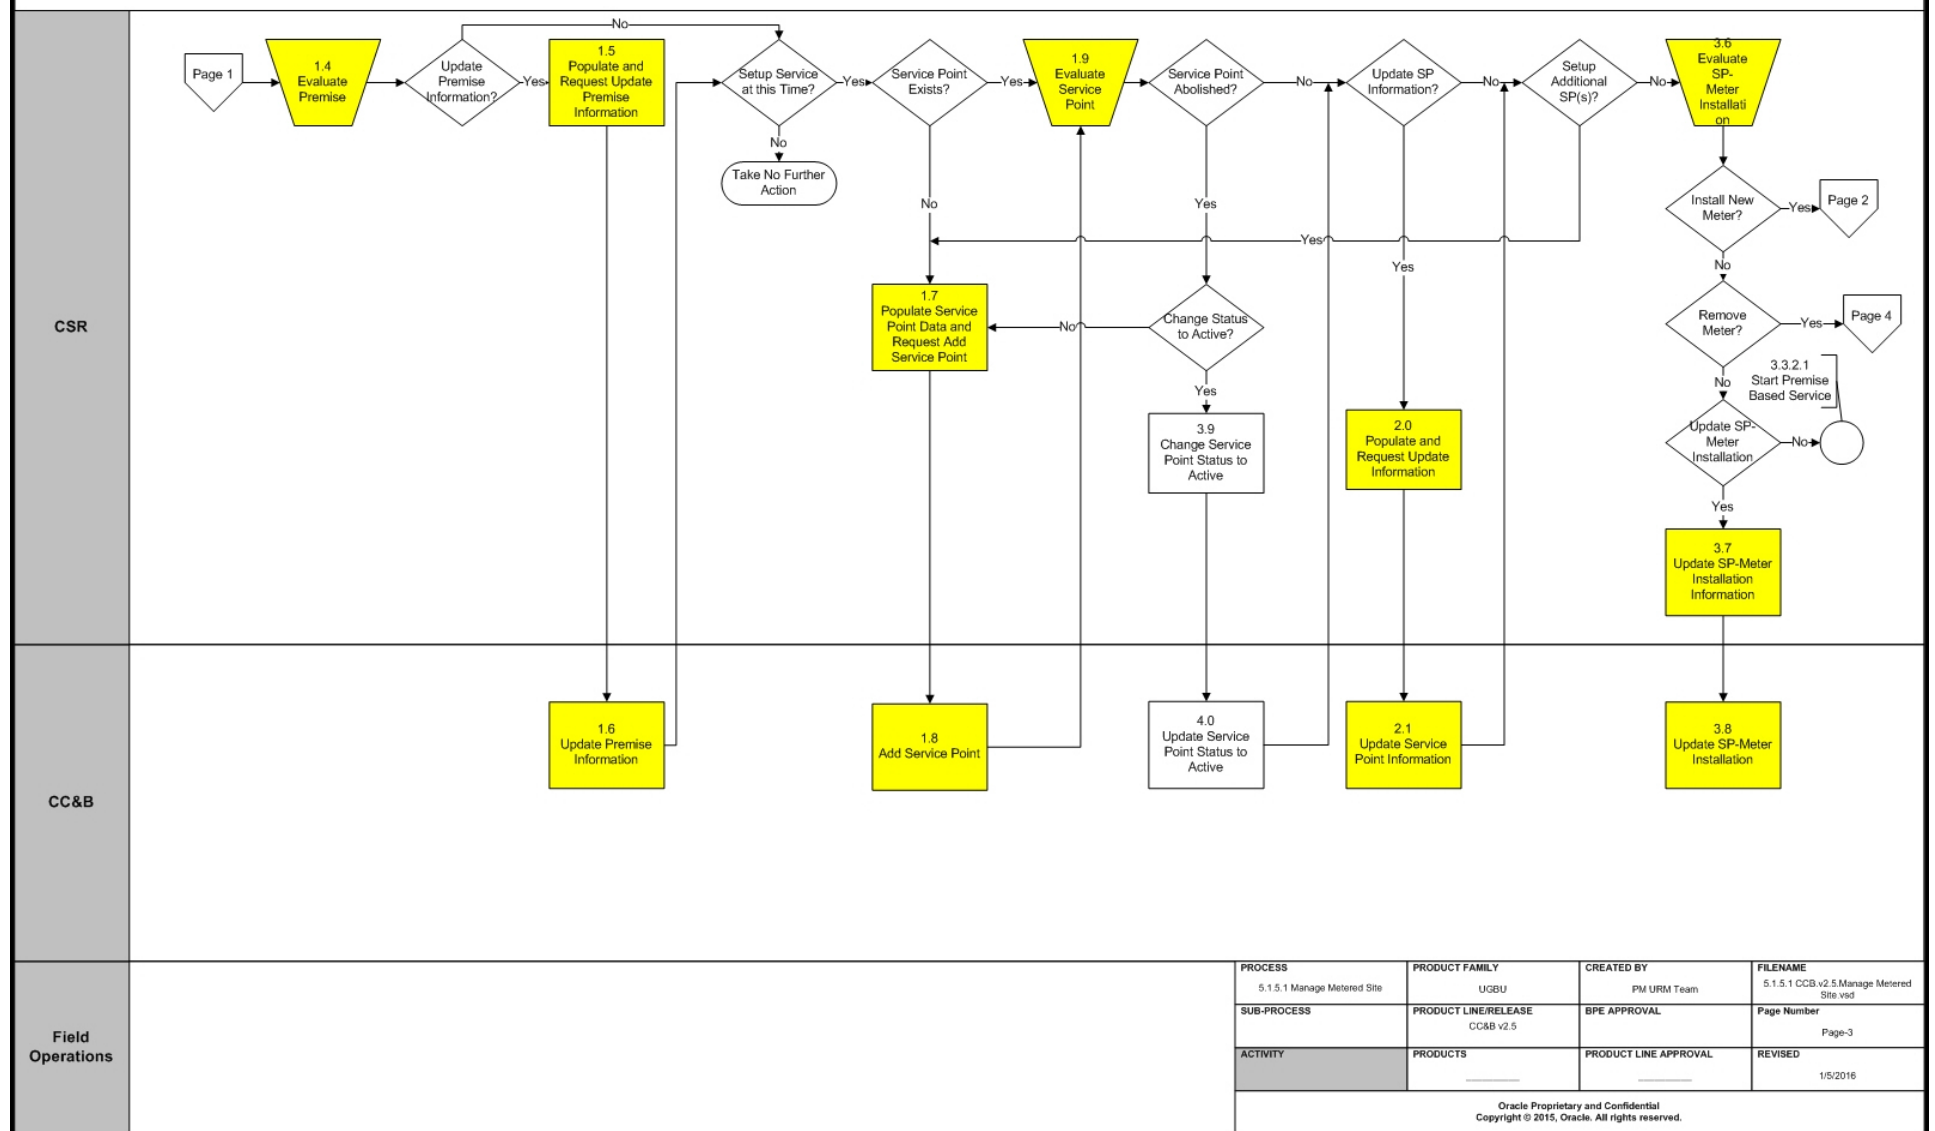 No
Page 1
1.4
Evaluate
Premise
Update
Premise
Information?
Yes
1.5
Populate and
Request Update
Premise
Information
Setup Service
at this Time?
Yes
No
Take No Further
Action
Service Point
Exists?
Yes
1.9
Evaluate
Service
Point
Service Point
Abolished?
No
Update SP
Information?
No
Setup
Additional
SP(s)?
No
3.6
Evaluate
SP-
Meter
Installati
on
No
Yes
Yes
Yes
Install New
Meter?
Yes
Page 2
No
CSR
1.7
Populate Service
Point Data and
Request Add
Service Point
No
Change Status
to Active?
Yes
Remove
Meter?
Yes
Page 4
No
3.3.2.1
Start Premise
Based Service
3.9
Change Service
Point Status to
Active
2.0
Populate and
Request Update
Information
Update SP-
Meter
Installation
No
Yes
3.7
Update SP-Meter
Installation
Information
CC&B
1.6
Update Premise
Information
1.8
Add Service Point
4.0
Update Service
Point Status to
Active
2.1
Update Service
Point Information
3.8
Update SP-Meter
Installation
Field
Operations
PROCESS
5.1.5.1 Manage Metered Site
PRODUCT FAMILY
UGBU
CREATED BY
PM URM Team
FILENAME
5.1.5.1 CCB.v2.5.Manage Metered
Site.vsd
SUB-PROCESS
PRODUCT LINE/RELEASE
CC&B v2.5
BPE APPROVAL
Page Number
Page-3
ACTIVITY
PRODUCTS
PRODUCT LINE APPROVAL
REVISED
1/5/2016
Oracle Proprietary and Confidential
Copyright © 2015, Oracle. All rights reserved.